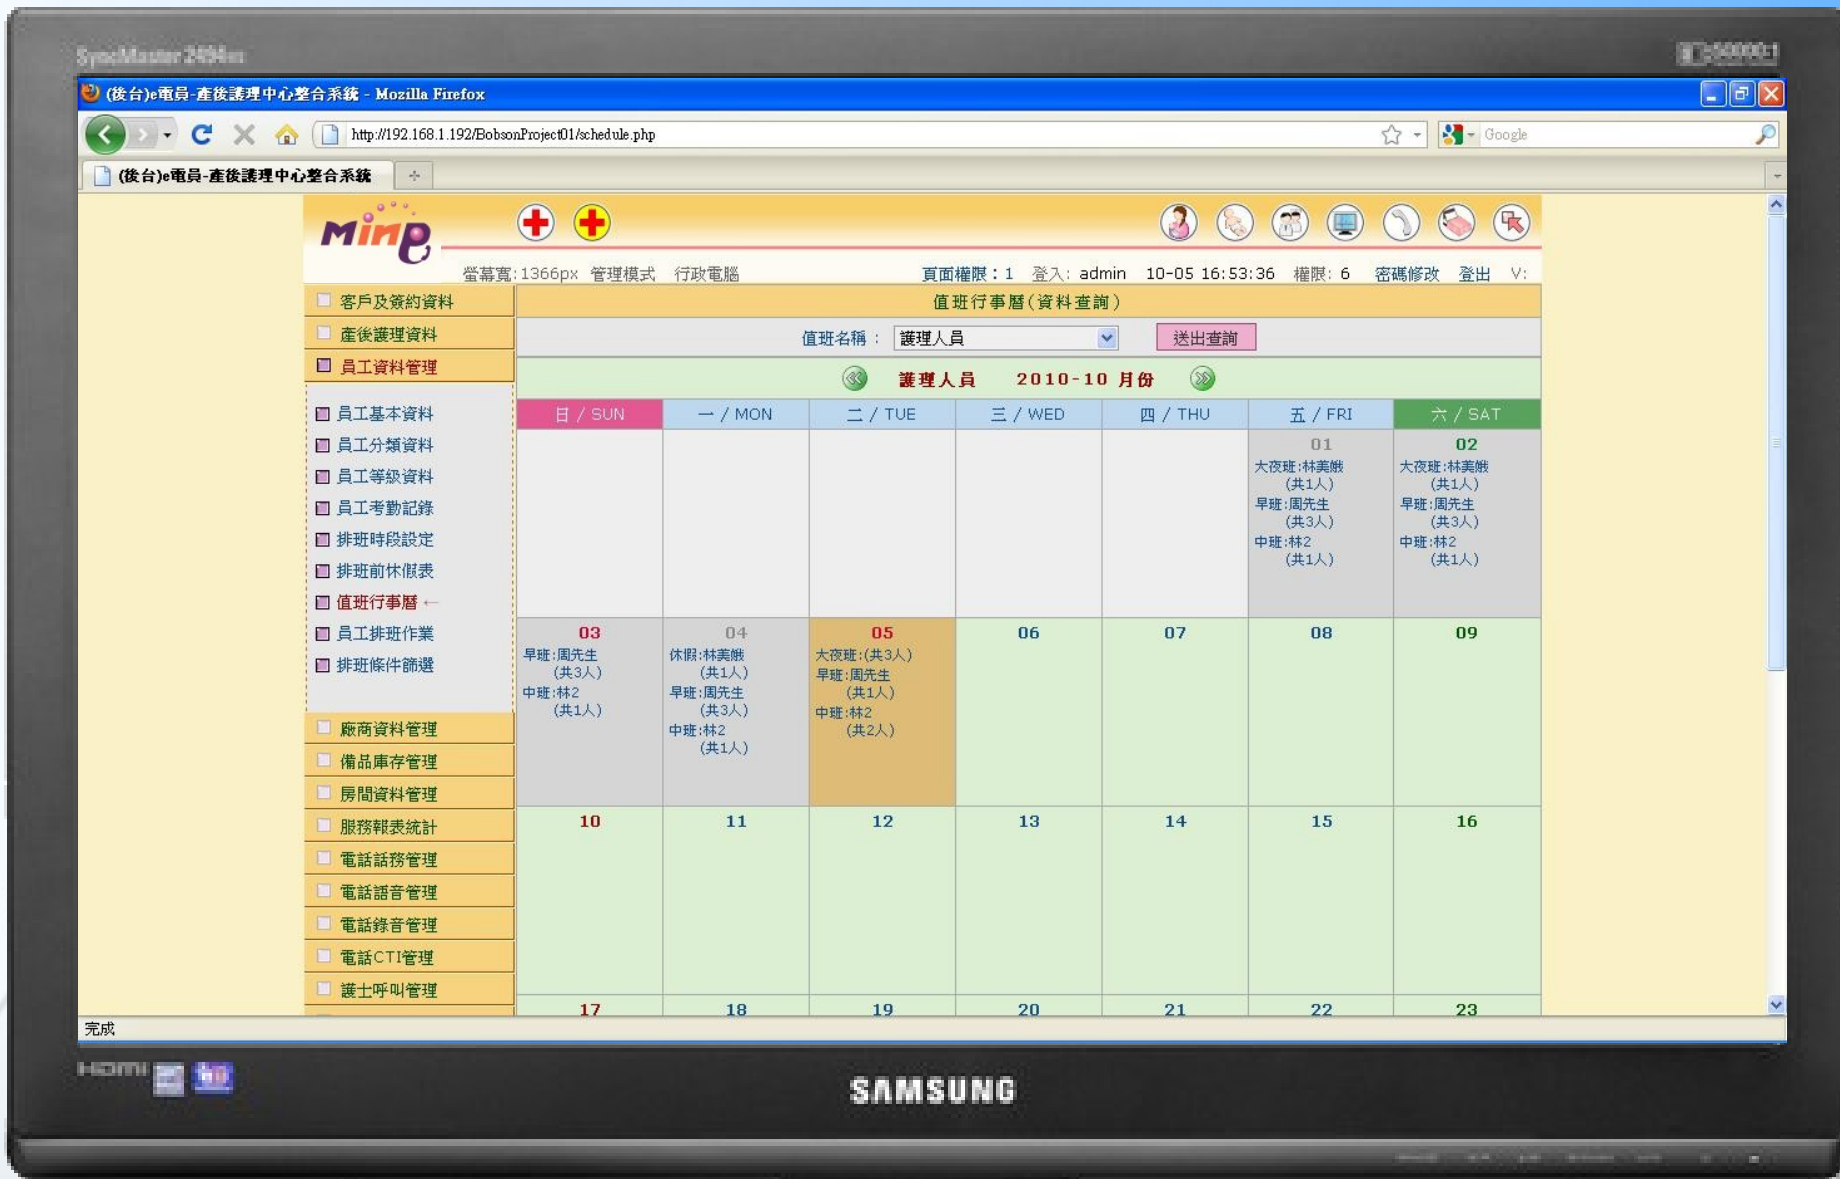 SyncMaster 2494HS
(後台)e電員-產後護理中心整合系統 - Mozilla Firefox
http://192.168.1.192/BobsonProject01/schedule.php
Google
(後台)e電員-產後護理中心整合系統
Mine
螢幕寬:1366px 管理模式 行政電腦 頁面權限：1 登入: admin 10-05 16:53:36 權限: 6 密碼修改 登出 V:
客戶及簽約資料
產後護理資料
員工資料管理
員工基本資料
員工分類資料
員工等級資料
員工考勤記錄
排班時段設定
排班前休假表
值班行事曆 ←
員工排班作業
排班條件篩選
廠商資料管理
備品庫存管理
房間資料管理
服務報表統計
電話話務管理
電話語音管理
電話錄音管理
電話CTI管理
護士呼叫管理
值班行事曆(資料查詢)
值班名稱： 護理人員 送出查詢
護理人員 2010-10 月份
日 / SUN 一 / MON 二 / TUE 三 / WED 四 / THU 五 / FRI 六 / SAT
01
大夜班:林美娥
(共1人)
早班:周先生
(共3人)
中班:林2
(共1人)
02
大夜班:林美娥
(共1人)
早班:周先生
(共3人)
中班:林2
(共1人)
03
早班:周先生
(共3人)
中班:林2
(共1人)
04
休假:林美娥
(共1人)
早班:周先生
(共3人)
中班:林2
(共1人)
05
大夜班:(共3人)
早班:周先生
(共1人)
中班:林2
(共2人)
06 07 08 09
10 11 12 13 14 15 16
17 18 19 20 21 22 23
完成
HDMI
SAMSUNG